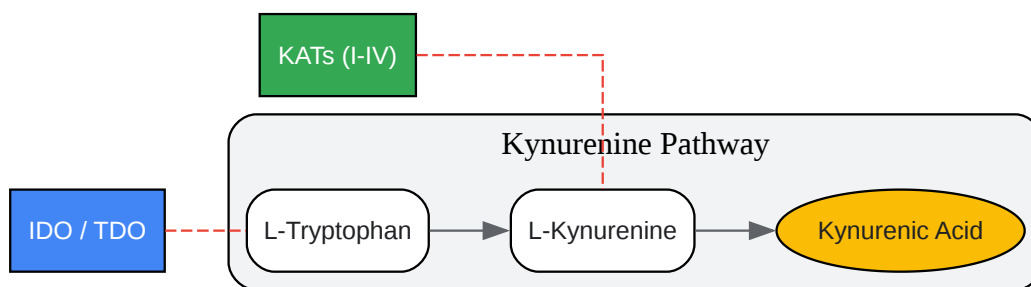 KATs (I-IV)
Kynurenine Pathway
IDO / TDO
L-Tryptophan
L-Kynurenine
Kynurenic Acid